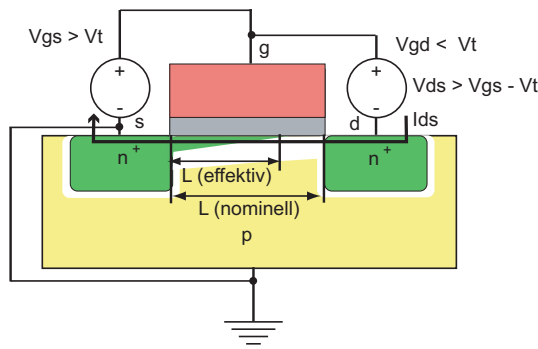 Vgs > Vt
g
Vgd < Vt
+
+
Vds > Vgs - Vt
-
s
-
d
Ids
n+
n+
L (effektiv)
L (nominell)
p